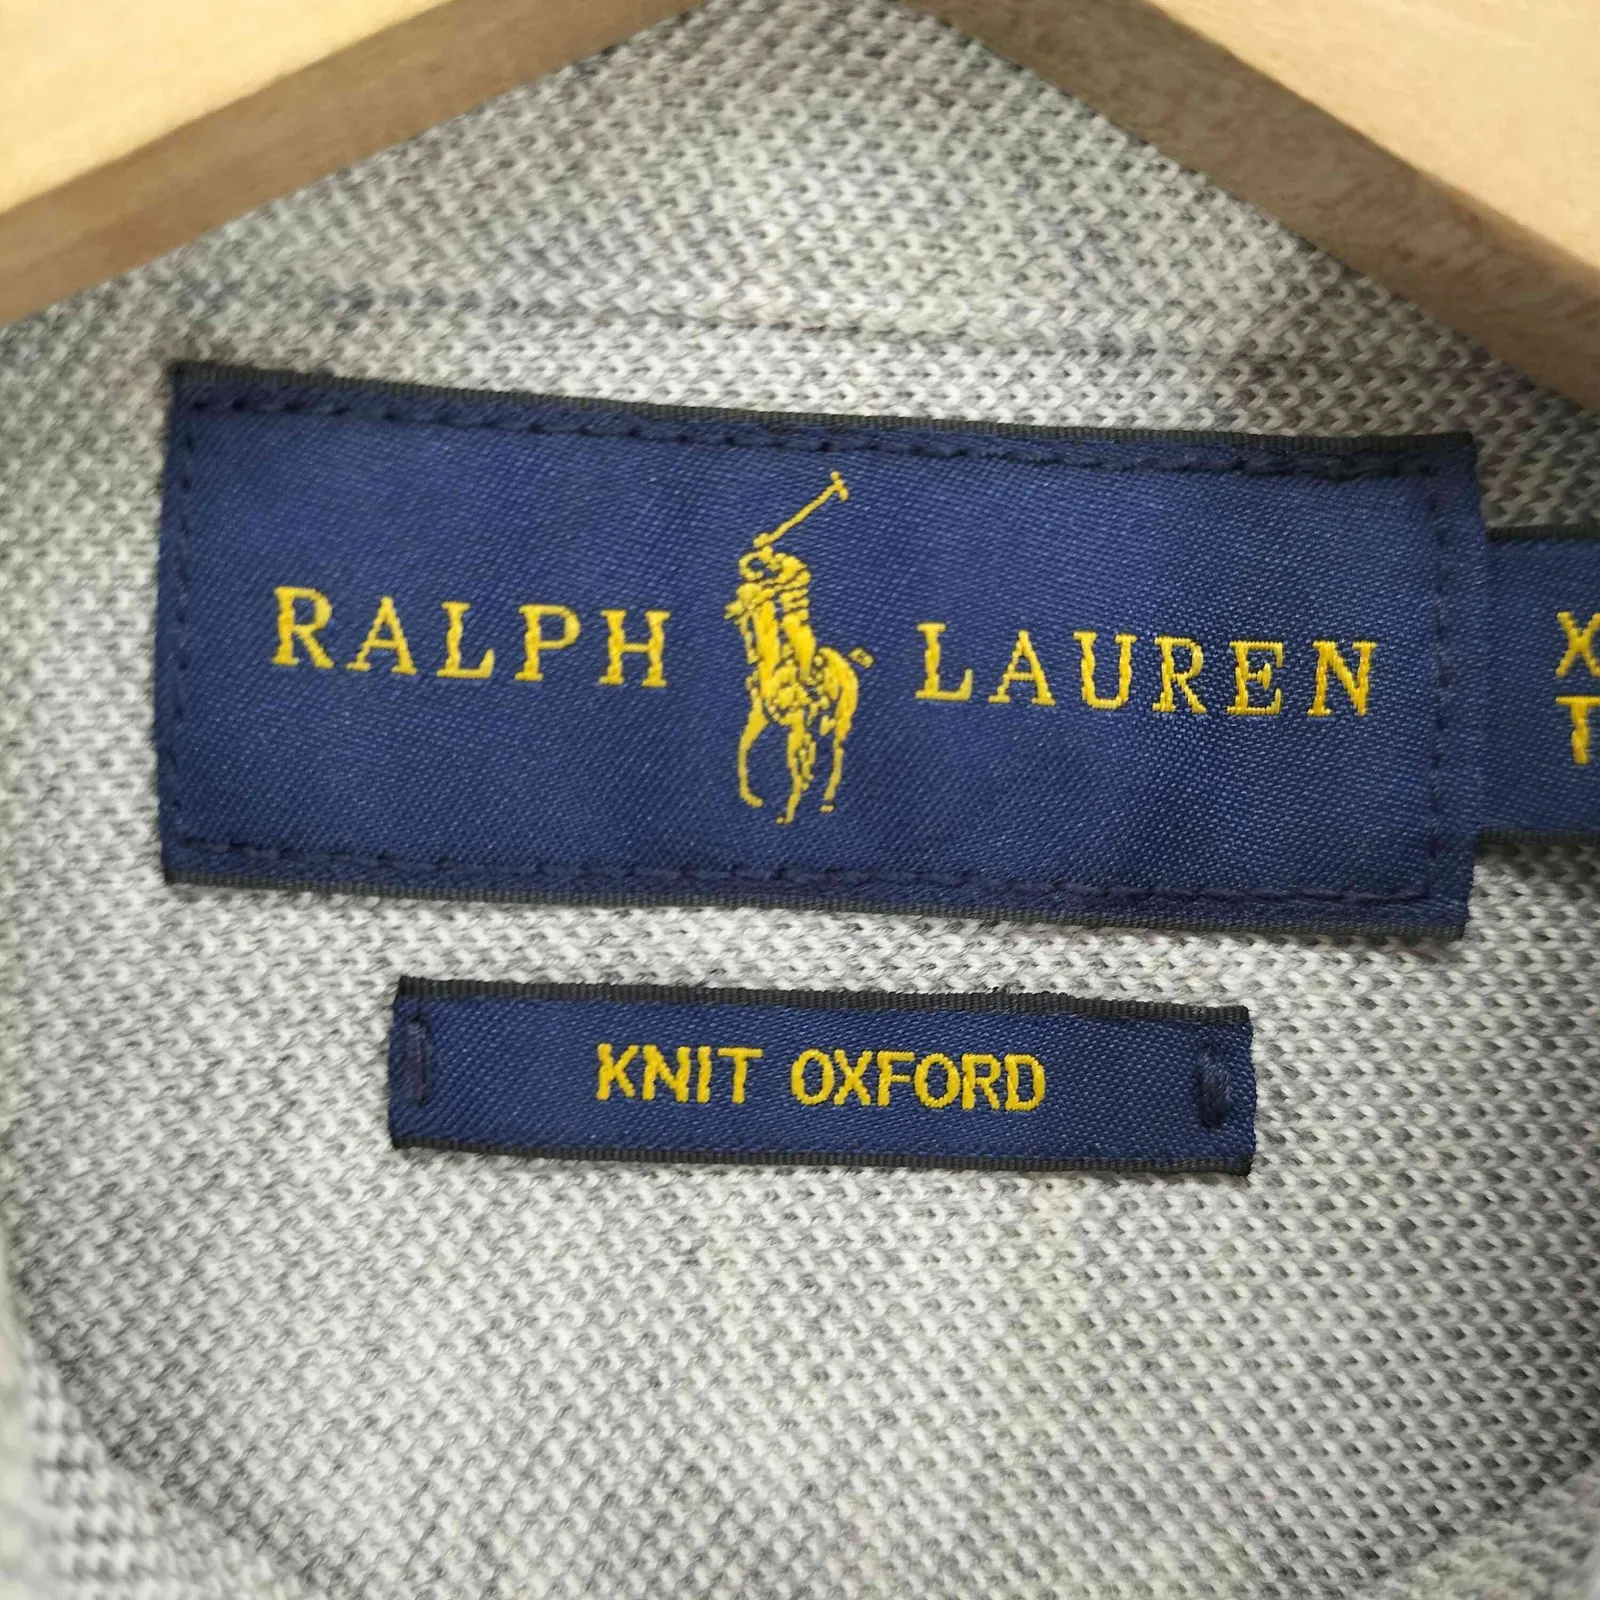 RALPH LAUREN
KNIT OXFORD